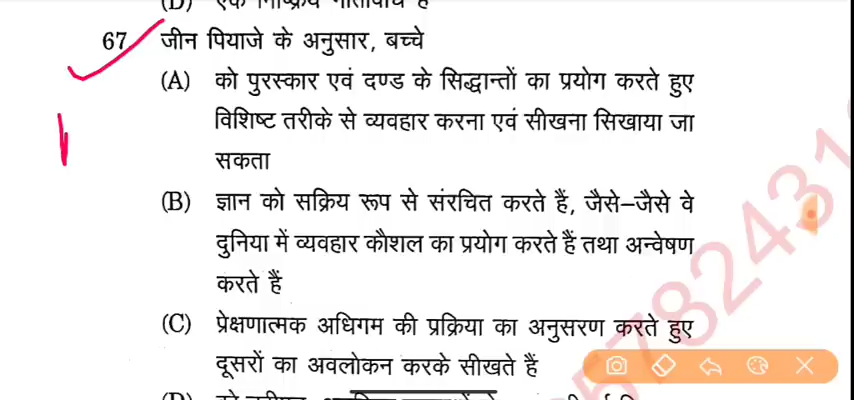 (D) एक निष्क्रिय
67 जीन पियाजे के अनुसार, बच्चे
(A) को पुरस्कार एवं दण्ड के सिद्धान्तों का प्रयोग करते हुए
विशिष्ट तरीके से व्यवहार करना एवं सीखना सिखाया जा
सकता
(B) ज्ञान को सक्रिय रूप से संरचित करते हैं, जैसे–जैसे वे
दुनिया में व्यवहार कौशल का प्रयोग करते हैं तथा अन्वेषण
करते हैं
(C) प्रेक्षणात्मक अधिगम की प्रक्रिया का अनुसरण करते हुए
दूसरों का अवलोकन करके सीखते हैं